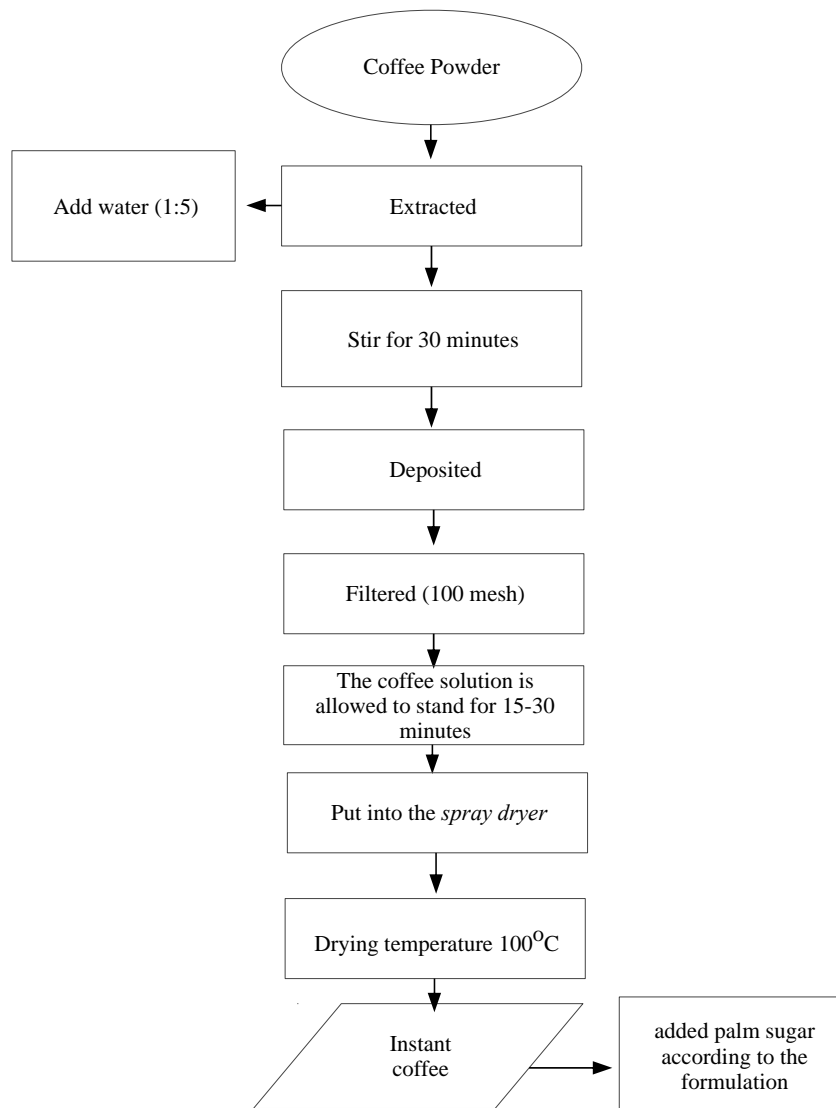 Coffee Powder
Add water (1:5)
Extracted
Stir for 30 minutes
Deposited
Filtered (100 mesh)
The coffee solution is
allowed to stand for 15-30
minutes
Put into the spray dryer
Drying temperature 100°C
Instant
coffee
added palm sugar
according to the
formulation